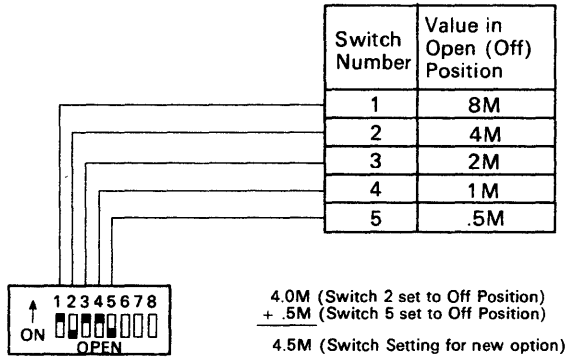 Switch Number
Value in Open (Off) Position
1 8M
2 4M
3 2M
4 1M
5 .5M
1 2 3 4 5 6 7 8
ON
OPEN
4.0M (Switch 2 set to Off Position)
+ .5M (Switch 5 set to Off Position)
4.5M (Switch Setting for new option)